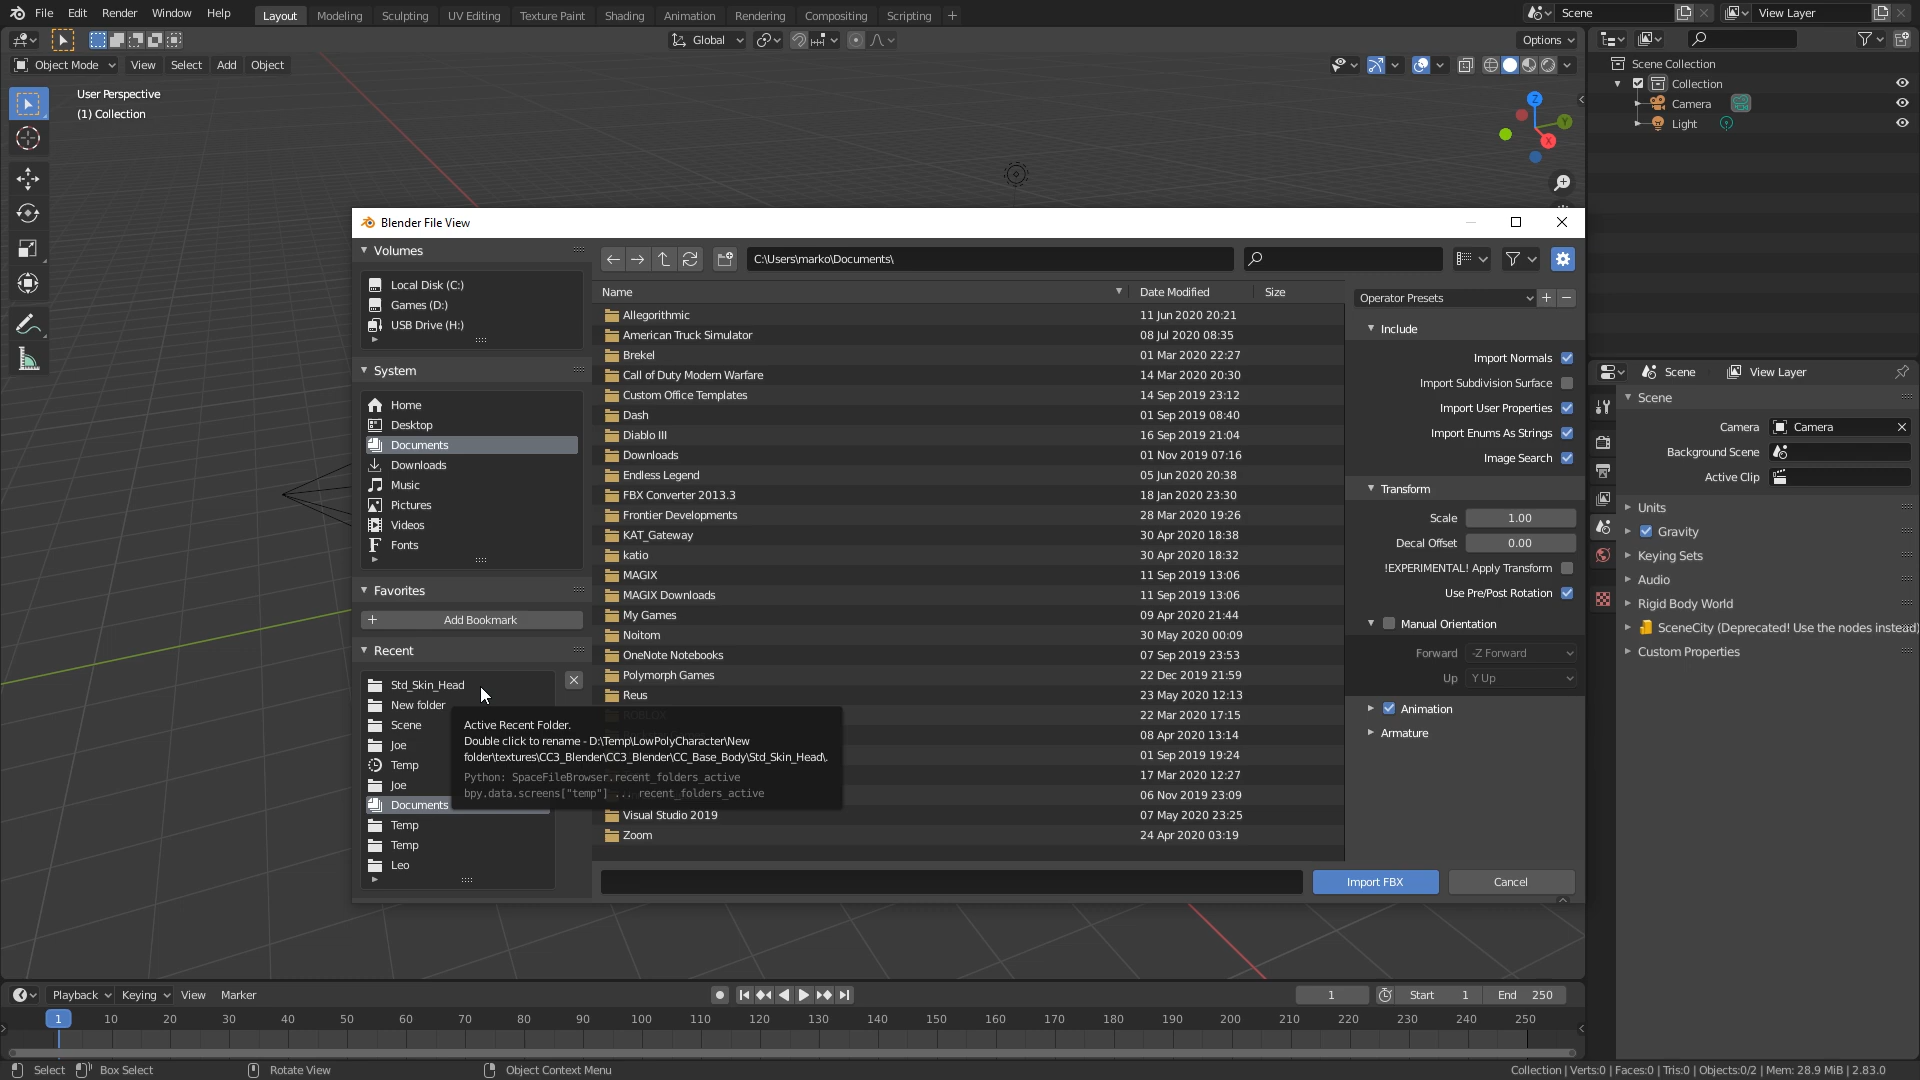 File Edit Render Window Help Layout Modeling Sculpting UV Editing Texture Paint Shading Animation Rendering Compositing Scripting + Scene View Layer
Global Options
Object Mode View Select Add Object
User Perspective
(1) Collection
Z
Y
X
Scene Collection
Collection
Camera
Light
Blender File View
Volumes
Local Disk (C:)
Games (D:)
USB Drive (H:)
System
Home
Desktop
Documents
Downloads
Music
Pictures
Videos
Fonts
Favorites
Add Bookmark
Recent
Std_Skin_Head
New folder
Scene
Joe
Temp
Joe
Documents
Temp
Temp
Leo
C:\Users\marko\Documents\
Name Date Modified Size
Allegorithmic 11 Jun 2020 20:21
American Truck Simulator 08 Jul 2020 08:35
Brekel 01 Mar 2020 22:27
Call of Duty Modern Warfare 14 Mar 2020 20:30
Custom Office Templates 14 Sep 2019 23:12
Dash 01 Sep 2019 08:40
Diablo III 16 Sep 2019 21:04
Downloads 01 Nov 2019 07:16
Endless Legend 05 Jun 2020 20:38
FBX Converter 2013.3 18 Jan 2020 23:30
Frontier Developments 28 Mar 2020 19:26
KAT_Gateway 30 Apr 2020 18:38
katio 30 Apr 2020 18:32
MAGIX 11 Sep 2019 13:06
MAGIX Downloads 11 Sep 2019 13:06
My Games 09 Apr 2020 21:44
Noitom 30 May 2020 00:09
OneNote Notebooks 07 Sep 2019 23:53
Polymorph Games 22 Dec 2019 21:59
Reus 23 May 2020 12:13
ROBLOX 22 Mar 2020 17:15
08 Apr 2020 13:14
01 Sep 2019 19:24
17 Mar 2020 12:27
06 Nov 2019 23:09
Visual Studio 2019 07 May 2020 23:25
Zoom 24 Apr 2020 03:19
Active Recent Folder.
Double click to rename - D:\Temp\LowPolyCharacter\New
folder\textures\CC3_Blender\CC3_Blender\CC_Base_Body\Std_Skin_Head\.
Python: SpaceFileBrowser.recent_folders_active
bpy.data.screens["temp"] ... recent_folders_active
Operator Presets
Include
Import Normals
Import Subdivision Surface
Import User Properties
Import Enums As Strings
Image Search
Transform
Scale 1.00
Decal Offset 0.00
!EXPERIMENTAL! Apply Transform
Use Pre/Post Rotation
Manual Orientation
Forward -Z Forward
Up Y Up
Animation
Armature
Import FBX Cancel
Scene View Layer
Scene
Camera Camera
Background Scene
Active Clip
Units
Gravity
Keying Sets
Audio
Rigid Body World
SceneCity (Deprecated! Use the nodes instead)
Custom Properties
Playback Keying View Marker 1 Start 1 End 250
1 10 20 30 40 50 60 70 80 90 100 110 120 130 140 150 160 170 180 190 200 210 220 230 240 250
Select Box Select Rotate View Object Context Menu Collection | Verts:0 | Faces:0 | Tris:0 | Objects:0/2 | Mem: 28.9 MiB | 2.83.0